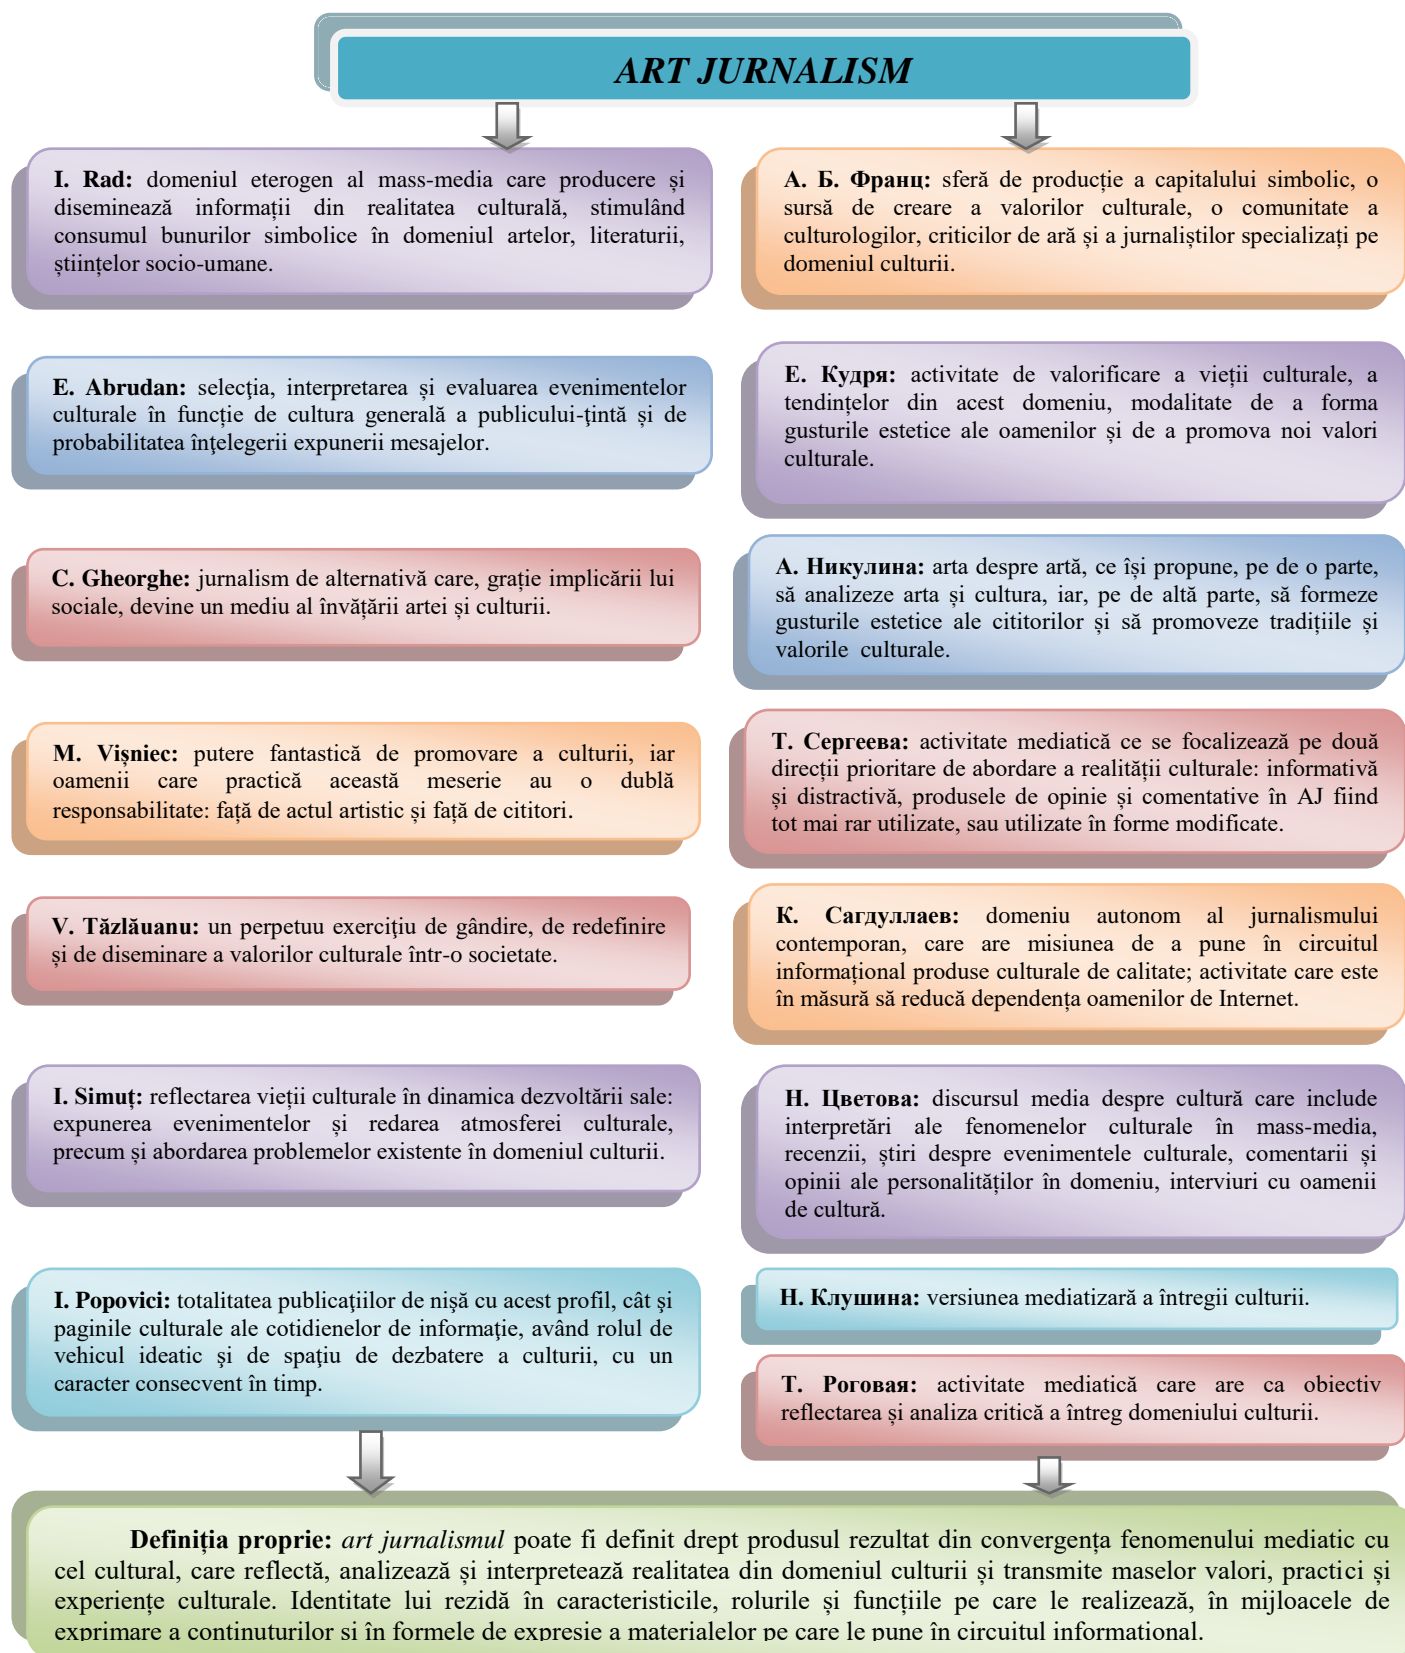 ART JURNALISM
I. Rad: domeniul eterogen al mass-media care producere și
diseminează informații din realitatea culturală, stimulând
consumul bunurilor simbolice în domeniul artelor, literaturii,
științelor socio-umane.
E. Abrudan: selecţia, interpretarea și evaluarea evenimentelor
culturale în funcție de cultura generală a publicului-ţintă și de
probabilitatea înţelegerii expunerii mesajelor.
C. Gheorghe: jurnalism de alternativă care, grație implicării lui
sociale, devine un mediu al învățării artei și culturii.
M. Vișniec: putere fantastică de promovare a culturii, iar
oamenii care practică această meserie au o dublă
responsabilitate: față de actul artistic și față de cititori.
V. Tăzlăuanu: un perpetuu exerciţiu de gândire, de redefinire
și de diseminare a valorilor culturale într-o societate.
I. Simuț: reflectarea vieții culturale în dinamica dezvoltării sale:
expunerea evenimentelor și redarea atmosferei culturale,
precum și abordarea problemelor existente în domeniul culturii.
I. Popovici: totalitatea publicaţiilor de nişă cu acest profil, cât şi
paginile culturale ale cotidienelor de informaţie, având rolul de
vehicul ideatic şi de spaţiu de dezbatere a culturii, cu un
caracter consecvent în timp.
А. Б. Франц: sferă de producție a capitalului simbolic, o
sursă de creare a valorilor culturale, o comunitate a
culturologilor, criticilor de ară și a jurnaliștilor specializați pe
domeniul culturii.
Е. Кудря: activitate de valorificare a vieții culturale, a
tendințelor din acest domeniu, modalitate de a forma
gusturile estetice ale oamenilor și de a promova noi valori
culturale.
А. Никулина: arta despre artă, ce își propune, pe de o parte,
să analizeze arta și cultura, iar, pe de altă parte, să formeze
gusturile estetice ale cititorilor și să promoveze tradițiile și
valorile culturale.
Т. Сергеева: activitate mediatică ce se focalizează pe două
direcții prioritare de abordare a realității culturale: informativă
și distractivă, produsele de opinie și comentative în AJ fiind
tot mai rar utilizate, sau utilizate în forme modificate.
К. Сагдуллаев: domeniu autonom al jurnalismului
contemporan, care are misiunea de a pune în circuitul
informațional produse culturale de calitate; activitate care este
în măsură să reducă dependența oamenilor de Internet.
Н. Цветова: discursul media despre cultură care include
interpretări ale fenomenelor culturale în mass-media,
recenzii, știri despre evenimentele culturale, comentarii și
opinii ale personalităților în domeniu, interviuri cu oamenii
de cultură.
Н. Клушина: versiunea mediatizară a întregii culturii.
Т. Роговая: activitate mediatică care are ca obiectiv
reflectarea și analiza critică a întreg domeniului culturii.
Definiția proprie: art jurnalismul poate fi definit drept produsul rezultat din convergența fenomenului mediatic cu
cel cultural, care reflectă, analizează și interpretează realitatea din domeniul culturii și transmite maselor valori, practici și
experiențe culturale. Identitate lui rezidă în caracteristicile, rolurile și funcțiile pe care le realizează, în mijloacele de
exprimare a conținuturilor și în formele de expresie a materialelor pe care le pune în circuitul informațional.